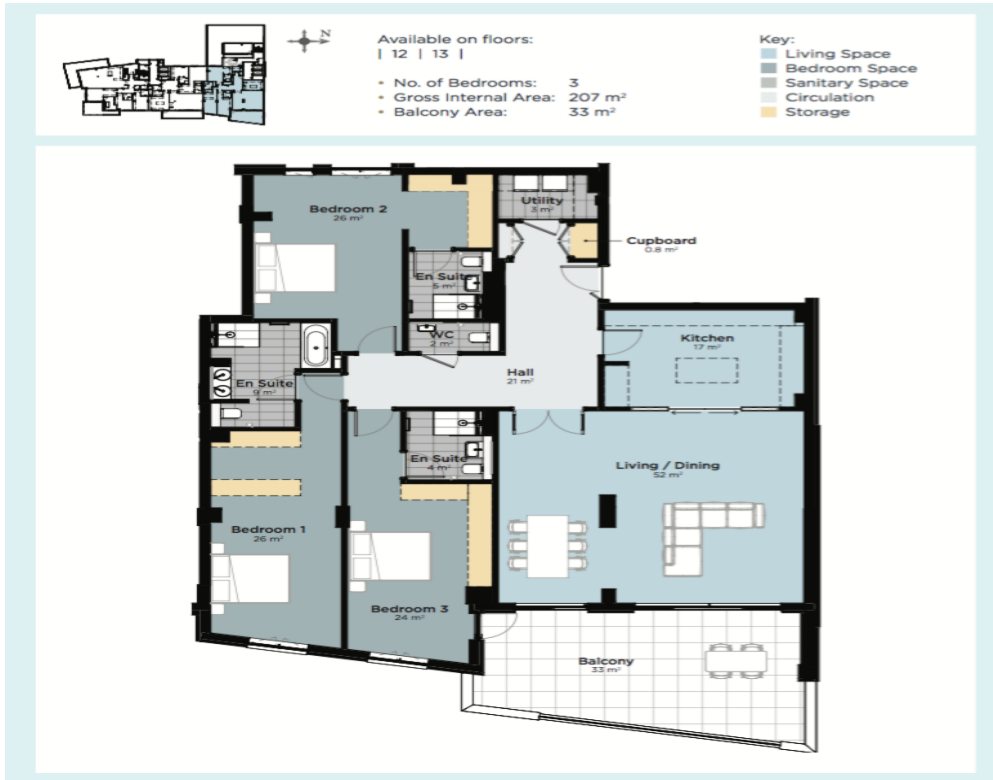 N
Available on floors:
| 12 | 13 |
• No. of Bedrooms: 3
• Gross Internal Area: 207 m²
• Balcony Area: 33 m²
Key:
Living Space
Bedroom Space
Sanitary Space
Circulation
Storage
Bedroom 2
26 m²
Utility
3 m²
Cupboard
0.8 m²
En Suite
5 m²
WC
2 m²
Kitchen
17 m²
Hall
21 m²
En Suite
9 m²
En Suite
4 m²
Living / Dining
52 m²
Bedroom 1
26 m²
Bedroom 3
24 m²
Balcony
33 m²